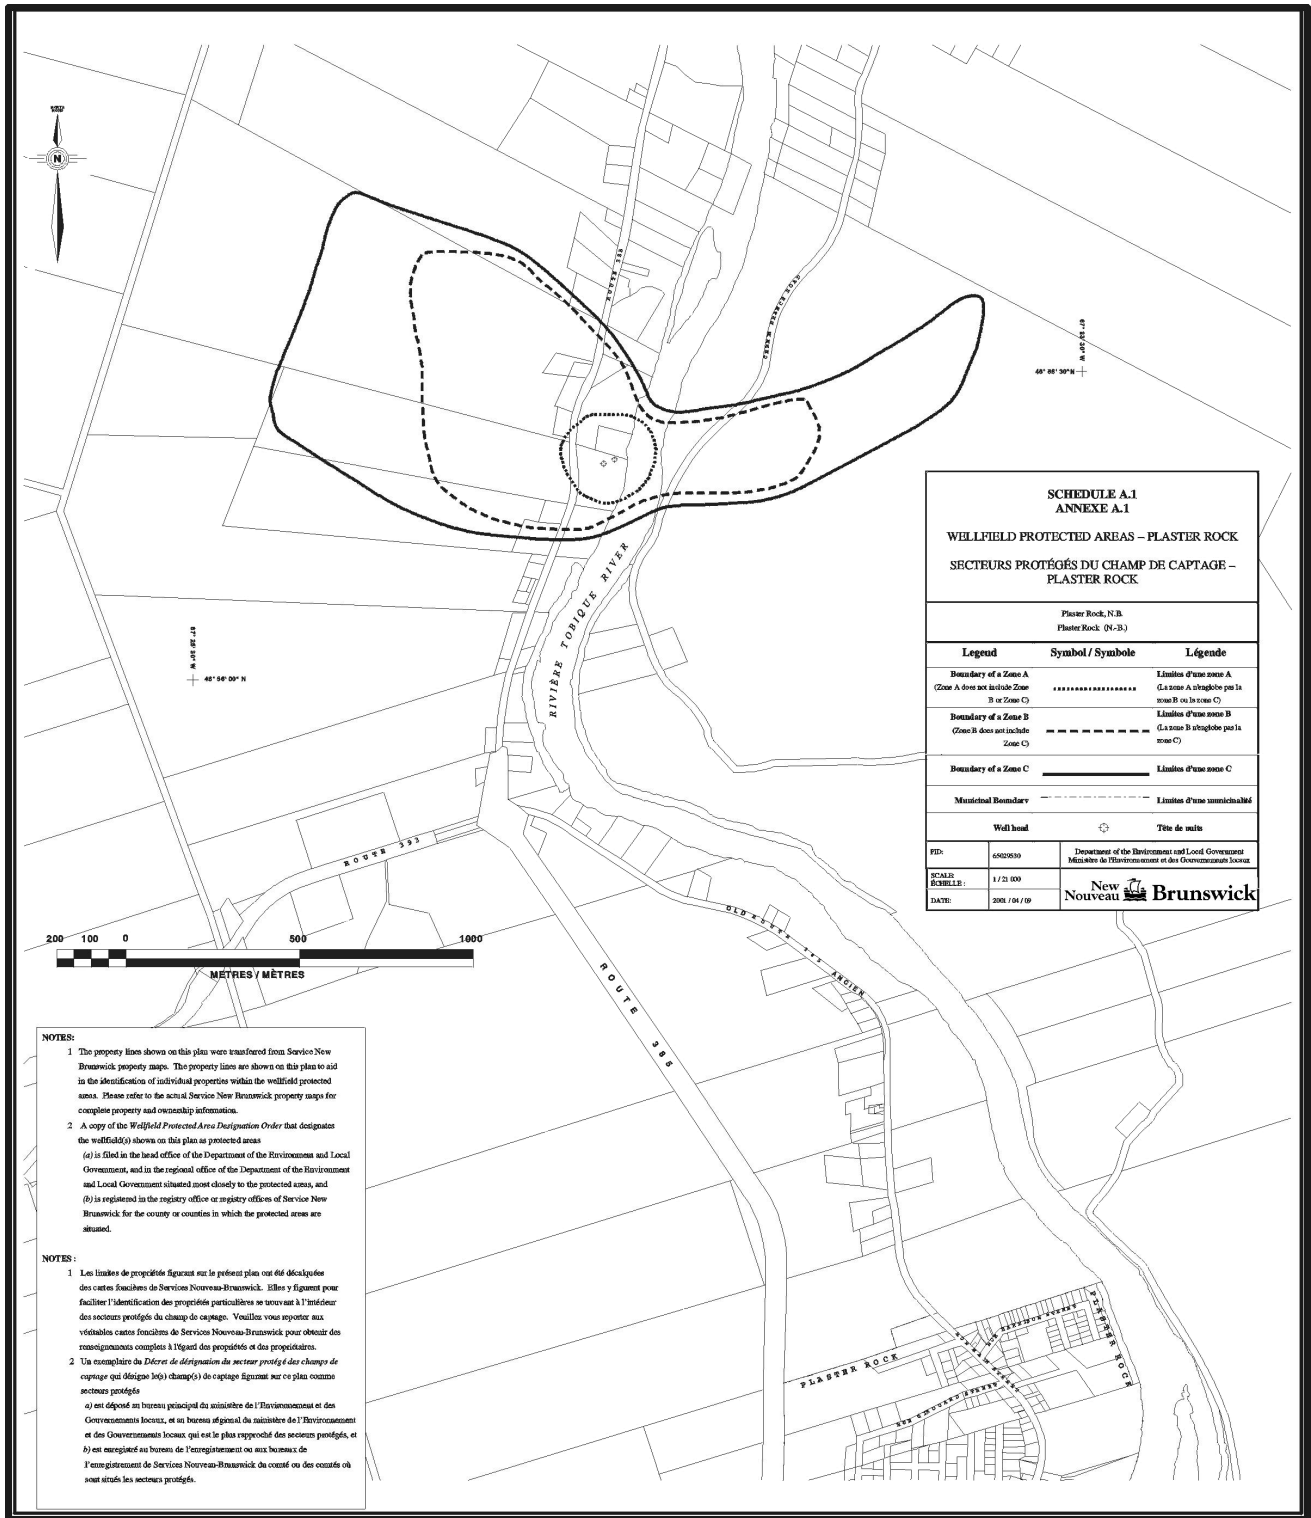 N
ROUTE 385
CURRIE BRANCH ROAD
46° 56' 00" N
RIVIÈRE TOBIQUE RIVER
ROUTE 393
OLD ROUTE 385 ANCIEN
ROUTE 385
200 100 0 500 1000
METRES / MÈTRES
SCHEDULE A.1
ANNEXE A.1
WELLFIELD PROTECTED AREAS – PLASTER ROCK
SECTEURS PROTÉGÉS DU CHAMP DE CAPTAGE –
PLASTER ROCK
Plaster Rock, N.B.
Plaster Rock (N.-B.)
Legend Symbol / Symbole Légende
Boundary of a Zone A
(Zone A does not include Zone
B or Zone C)
Limites d'une zone A
(La zone A n'englobe pas la
zone B ou la zone C)
Boundary of a Zone B
(Zone B does not include
Zone C)
Limites d'une zone B
(La zone B n'englobe pas la
zone C)
Boundary of a Zone C Limites d'une zone C
Municipal Boundary Limites d'une municipalité
Well head Tête de puits
PID: 65029530
Department of the Environment and Local Government
Ministère de l'Environnement et des Gouvernements locaux
SCALE:
ÉCHELLE :
1 / 21 000
DATE: 2001 / 04 / 09
New
Nouveau
Brunswick
NOTES:
1 The property lines shown on this plan were transferred from Service New
Brunswick property maps. The property lines are shown on this plan to aid
in the identification of individual properties within the wellfield protected
areas. Please refer to the actual Service New Brunswick property maps for
complete property and ownership information.
2 A copy of the Wellfield Protected Area Designation Order that designates
the wellfield(s) shown on this plan as protected areas
(a) is filed in the head office of the Department of the Environment and Local
Government, and in the regional office of the Department of the Environment
and Local Government situated most closely to the protected areas, and
(b) is registered in the registry office or registry offices of Service New
Brunswick for the county or counties in which the protected areas are
situated.
NOTES :
1 Les limites de propriétés figurant sur le présent plan ont été décalquées
des cartes foncières de Services Nouveau-Brunswick. Elles y figurent pour
faciliter l'identification des propriétés particulières se trouvant à l'intérieur
des secteurs protégés du champ de captage. Veuillez vous reporter aux
véritables cartes foncières de Services Nouveau-Brunswick pour obtenir des
renseignements complets à l'égard des propriétés et des propriétaires.
2 Un exemplaire du Décret de désignation du secteur protégé des champs de
captage qui désigne le(s) champ(s) de captage figurant sur ce plan comme
secteurs protégés
a) est déposé au bureau principal du ministère de l'Environnement et des
Gouvernements locaux, et au bureau régional du ministère de l'Environnement
et des Gouvernements locaux qui est le plus rapproché des secteurs protégés, et
b) est enregistré au bureau de l'enregistrement ou aux bureaux de
l'enregistrement de Services Nouveau-Brunswick du comté ou des comtés où
sont situés les secteurs protégés.
PLASTER ROCK
PLASTER ROCK